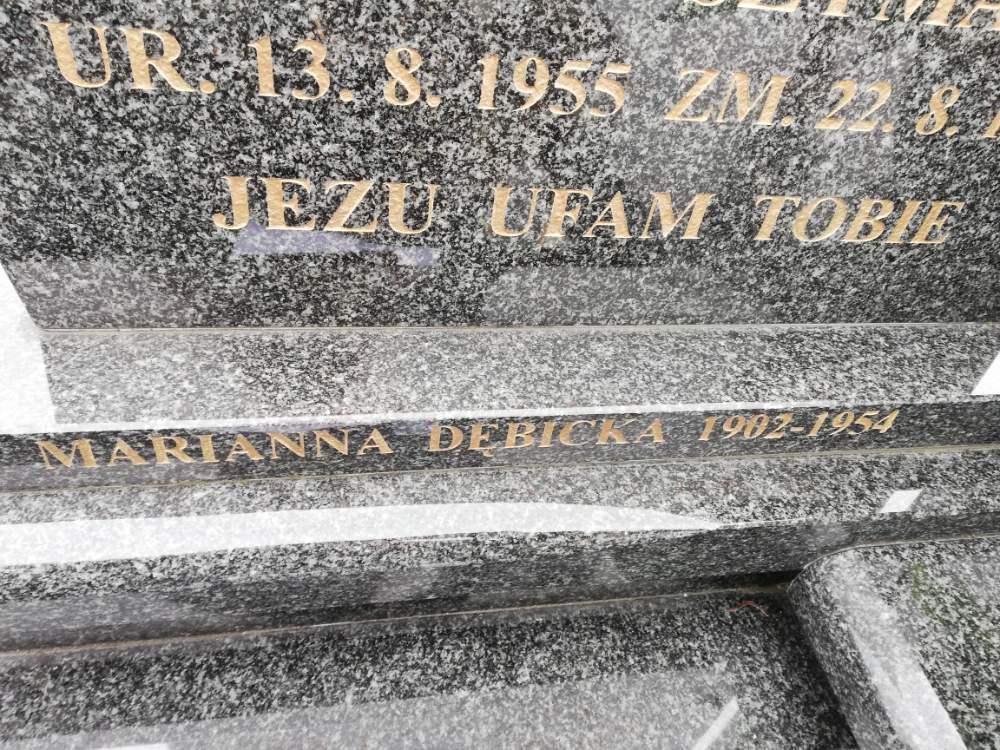 UR. 13. 8. 1955 ZM. 22. 8.
JEZU UFAM TOBIE
MARIANNA DĘBICKA 1902-1954